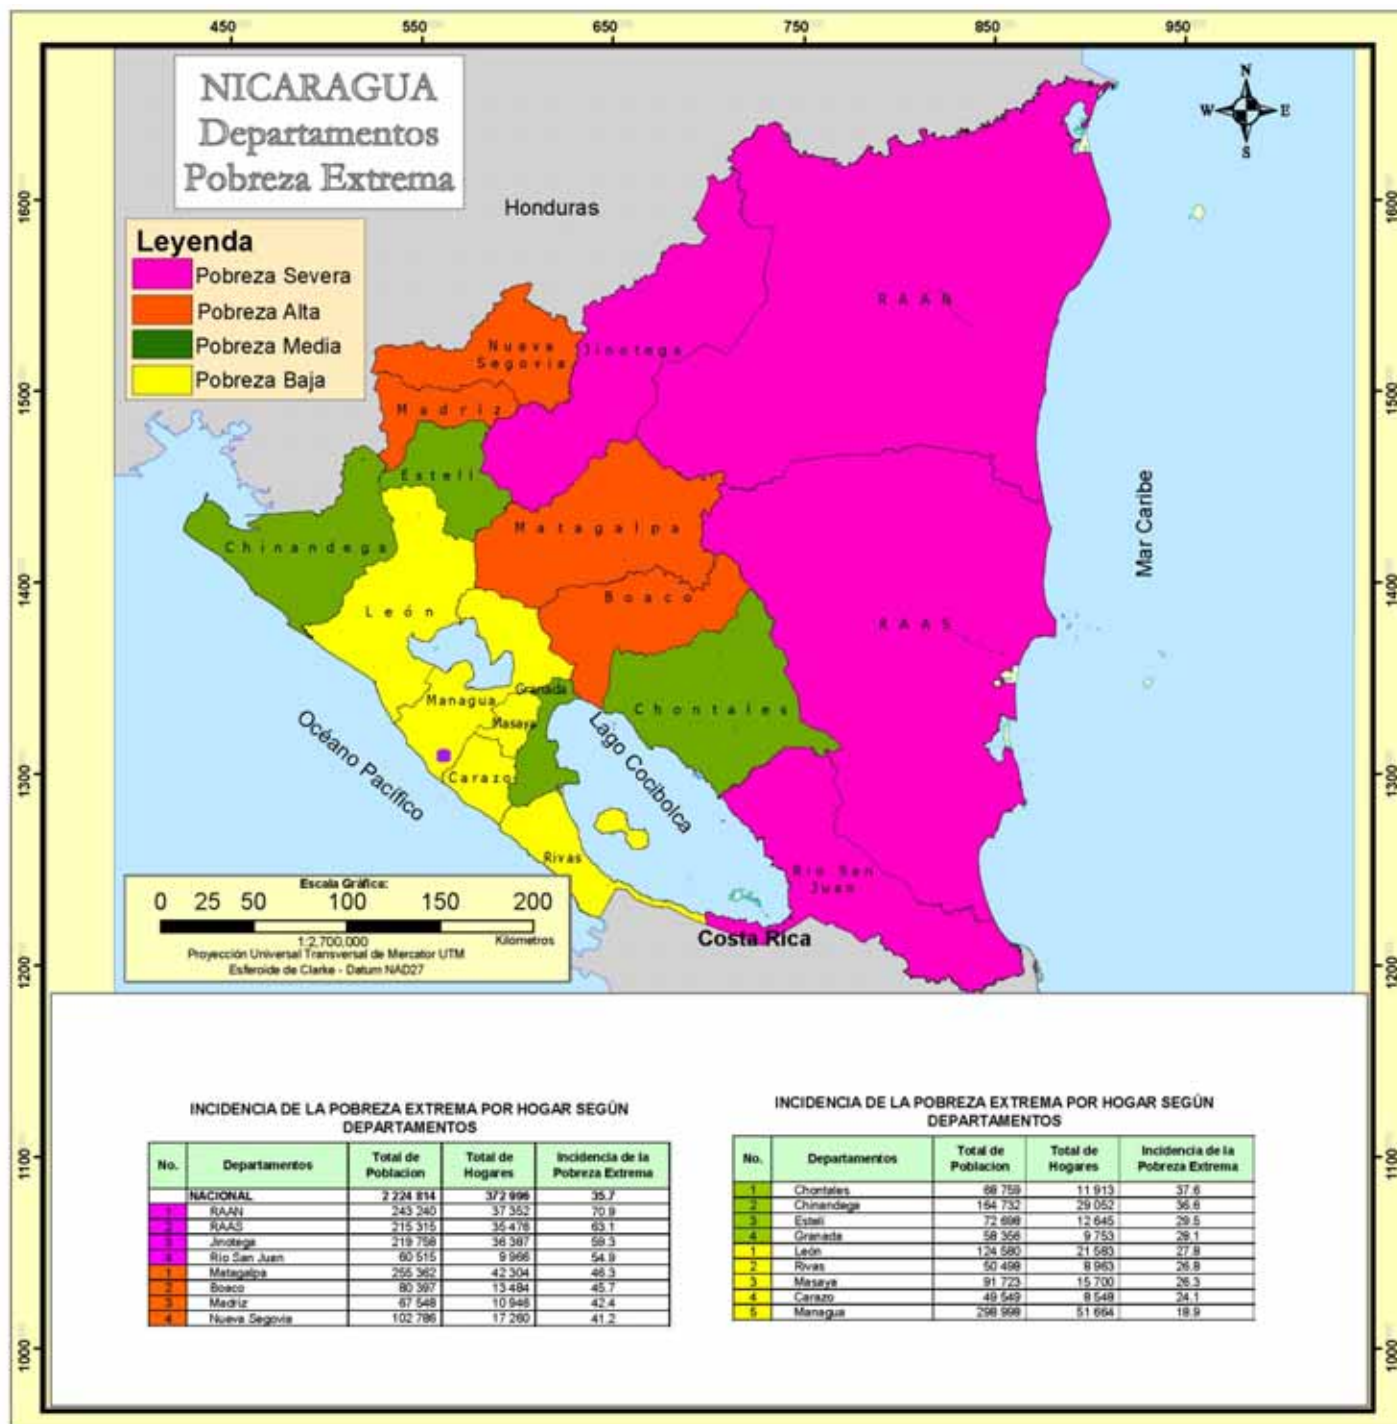 450 550 650 750 850 950
NICARAGUA
Departamentos
Pobreza Extrema
N
W E
S
1600 1600
Honduras
Leyenda
Pobreza Severa
Pobreza Alta
Pobreza Media
Pobreza Baja
RAAN
Nueva
Segovia
Jinotega
1500 1500
Madriz
Estelí
Mar Caribe
Matagalpa
Chinandega
1400 1400
Boaco
León
RAAS
Granada
Managua
Chontales
Masaya
Océano Pacífico
Lago Cocibolca
1300 1300
Carazo
Rivas
Rio San
Juan
Escala Gráfica:
0 25 50 100 150 200
1:2,700,000 Kilómetros
Proyección Universal Transversal de Mercator UTM
Esferoide de Clarke - Datum NAD27
Costa Rica
1200 1200
INCIDENCIA DE LA POBREZA EXTREMA POR HOGAR SEGÚN
DEPARTAMENTOS
No. Departamentos Total de Poblacion Total de Hogares Incidencia de la Pobreza Extrema
NACIONAL 2 224 814 372 996 35.7
1 RAAN 243 240 37 352 70.9
2 RAAS 215 315 35 476 63.1
3 Jinotega 219 758 36 387 59.3
4 Río San Juan 60 515 9 966 54.9
1 Matagalpa 255 362 42 304 46.3
2 Boaco 80 397 13 484 45.7
3 Madriz 67 548 10 946 42.4
4 Nueva Segovia 102 786 17 260 41.2
INCIDENCIA DE LA POBREZA EXTREMA POR HOGAR SEGÚN
DEPARTAMENTOS
No. Departamentos Total de Poblacion Total de Hogares Incidencia de la Pobreza Extrema
1 Chontales 68 759 11 913 37.6
2 Chinandega 164 732 29 052 36.6
3 Estelí 72 698 12 645 29.5
4 Granada 58 356 9 753 28.1
1 León 124 580 21 583 27.8
2 Rivas 50 498 8 963 26.8
3 Masaya 91 723 15 700 26.3
4 Carazo 49 549 8 548 24.1
5 Managua 298 998 51 664 18.9
1100 1100
1000 1000